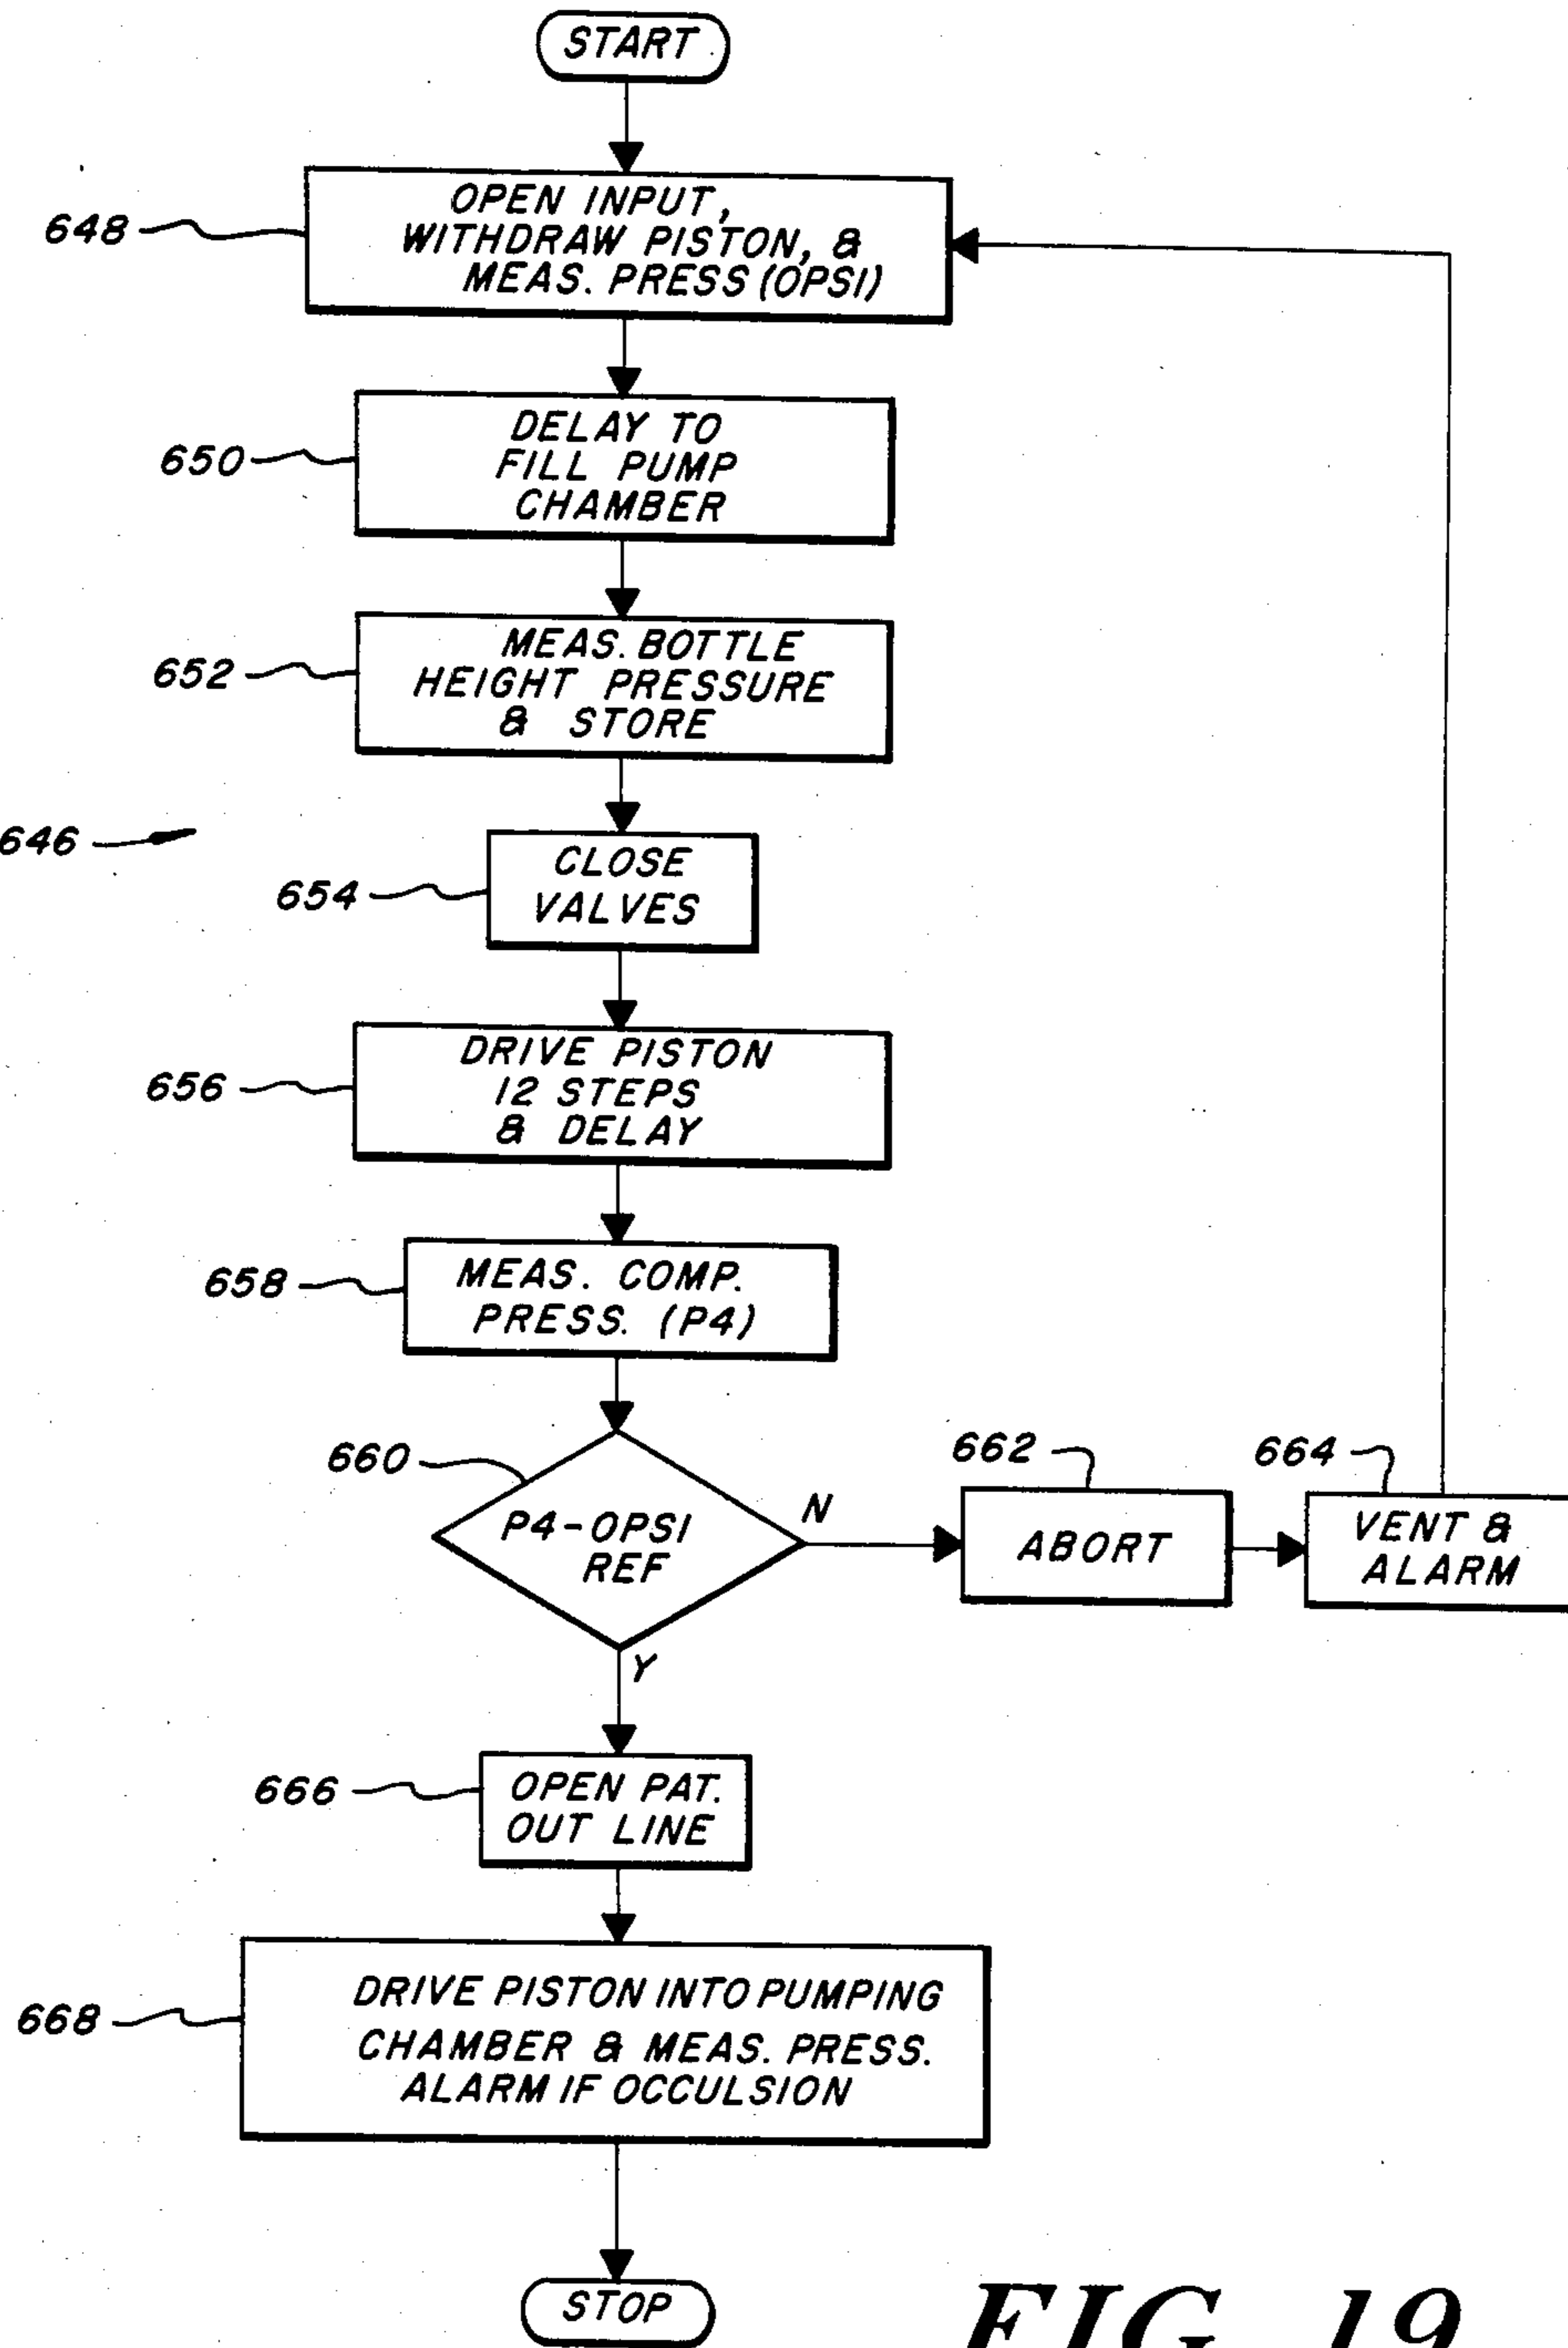 START
648
OPEN INPUT,
WITHDRAW PISTON, &
MEAS. PRESS (OPSI)
650
DELAY TO
FILL PUMP
CHAMBER
652
MEAS. BOTTLE
HEIGHT PRESSURE
& STORE
646
654
CLOSE
VALVES
656
DRIVE PISTON
12 STEPS
& DELAY
658
MEAS. COMP.
PRESS. (P4)
660
P4-OPSI
REF
N
662
ABORT
664
VENT &
ALARM
Y
666
OPEN PAT.
OUT LINE
668
DRIVE PISTON INTO PUMPING
CHAMBER & MEAS. PRESS.
ALARM IF OCCULSION
STOP
FIG. 19